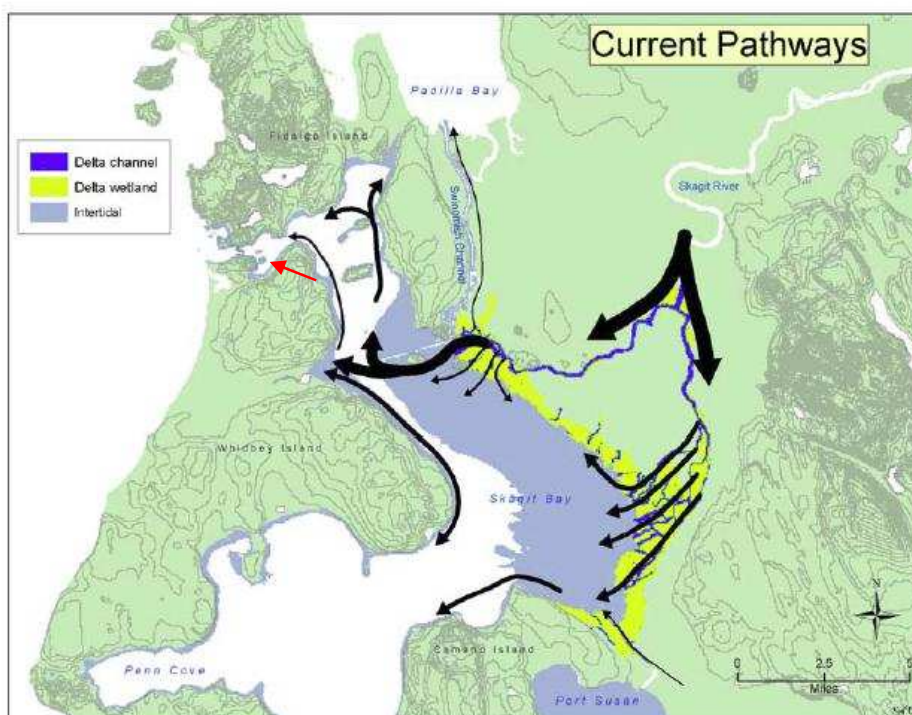 Current Pathways
Padilla Bay
Fidalgo Island
Delta channel
Delta wetland
Intertidal
Skagit River
Swinomish Channel
Whidbey Island
Skagit Bay
N
Camano Island
0 2.5 5
Miles
Penn Cove
Port Susan